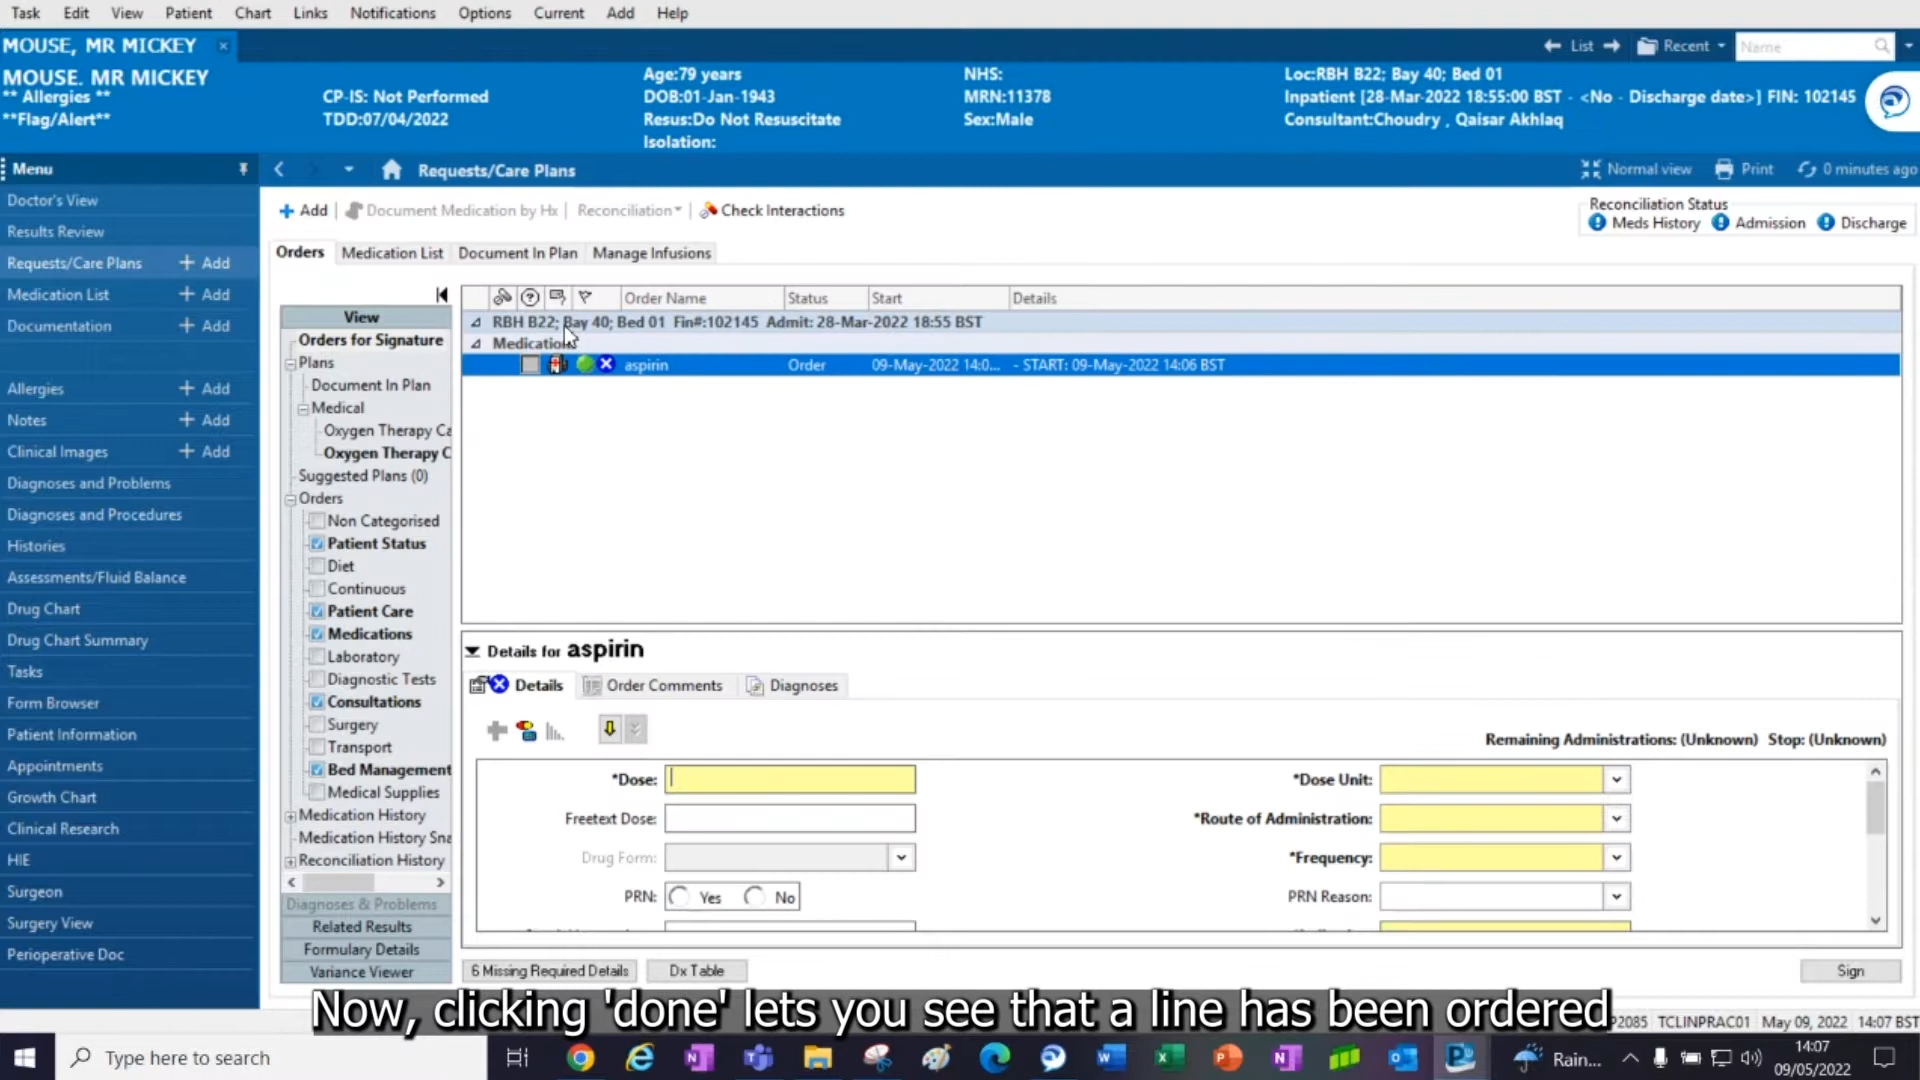 Task Edit View Patient Chart Links Notifications Options Current Add Help
MOUSE, MR MICKEY
List Recent Name
MOUSE. MR MICKEY
** Allergies **
**Flag/Alert**
CP-IS: Not Performed
TDD:07/04/2022
Age:79 years
DOB:01-Jan-1943
Resus:Do Not Resuscitate
Isolation:
NHS:
MRN:11378
Sex:Male
Loc:RBH B22; Bay 40; Bed 01
Inpatient [28-Mar-2022 18:55:00 BST - <No - Discharge date>] FIN: 102145
Consultant:Choudry , Qaisar Akhlaq
Menu
Requests/Care Plans
Normal view Print 0 minutes ago
Doctor's View
Results Review
Requests/Care Plans Add
Medication List Add
Documentation Add
Allergies Add
Notes Add
Clinical Images Add
Diagnoses and Problems
Diagnoses and Procedures
Histories
Assessments/Fluid Balance
Drug Chart
Drug Chart Summary
Tasks
Form Browser
Patient Information
Appointments
Growth Chart
Clinical Research
HIE
Surgeon
Surgery View
Perioperative Doc
Add Document Medication by Hx Reconciliation Check Interactions
Reconciliation Status
Meds History Admission Discharge
Orders Medication List Document In Plan Manage Infusions
View
Orders for Signature
Plans
Document In Plan
Medical
Oxygen Therapy Ca
Oxygen Therapy C
Suggested Plans (0)
Orders
Non Categorised
Patient Status
Diet
Continuous
Patient Care
Medications
Laboratory
Diagnostic Tests
Consultations
Surgery
Transport
Bed Management
Medical Supplies
Medication History
Medication History Sna
Reconciliation History
Diagnoses & Problems
Related Results
Formulary Details
Variance Viewer
Order Name Status Start Details
RBH B22; Bay 40; Bed 01 Fin#:102145 Admit: 28-Mar-2022 18:55 BST
Medications
aspirin Order 09-May-2022 14:0... - START: 09-May-2022 14:06 BST
Details for aspirin
Details Order Comments Diagnoses
Remaining Administrations: (Unknown) Stop: (Unknown)
*Dose: *Dose Unit:
Freetext Dose: *Route of Administration:
Drug Form: *Frequency:
PRN: Yes No PRN Reason:
6 Missing Required Details Dx Table Sign
Now, clicking 'done' lets you see that a line has been ordered
P2085 TCLINPRAC01 May 09, 2022 14:07 BST
Type here to search
Rain...
14:07
09/05/2022